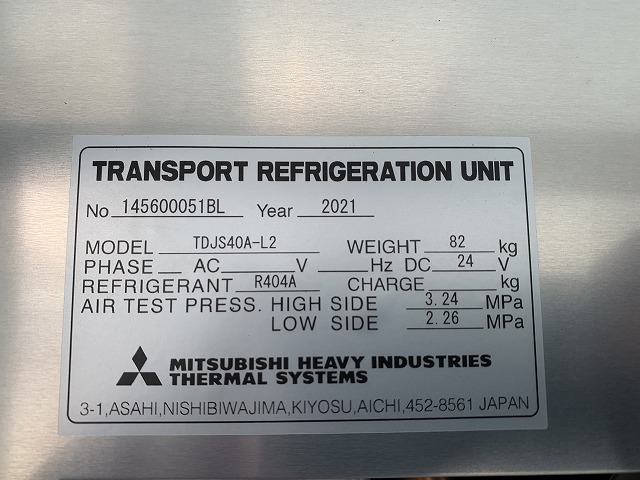 TRANSPORT REFRIGERATION UNIT
No 145600051BL Year 2021
MODEL TDJS40A-L2 WEIGHT 82 kg
PHASE AC V Hz DC 24 V
REFRIGERANT R404A CHARGE kg
AIR TEST PRESS. HIGH SIDE 3.24 MPa
LOW SIDE 2.26 MPa
MITSUBISHI HEAVY INDUSTRIES
THERMAL SYSTEMS
3-1,ASAHI,NISHIBIWAJIMA,KIYOSU,AICHI,452-8561 JAPAN